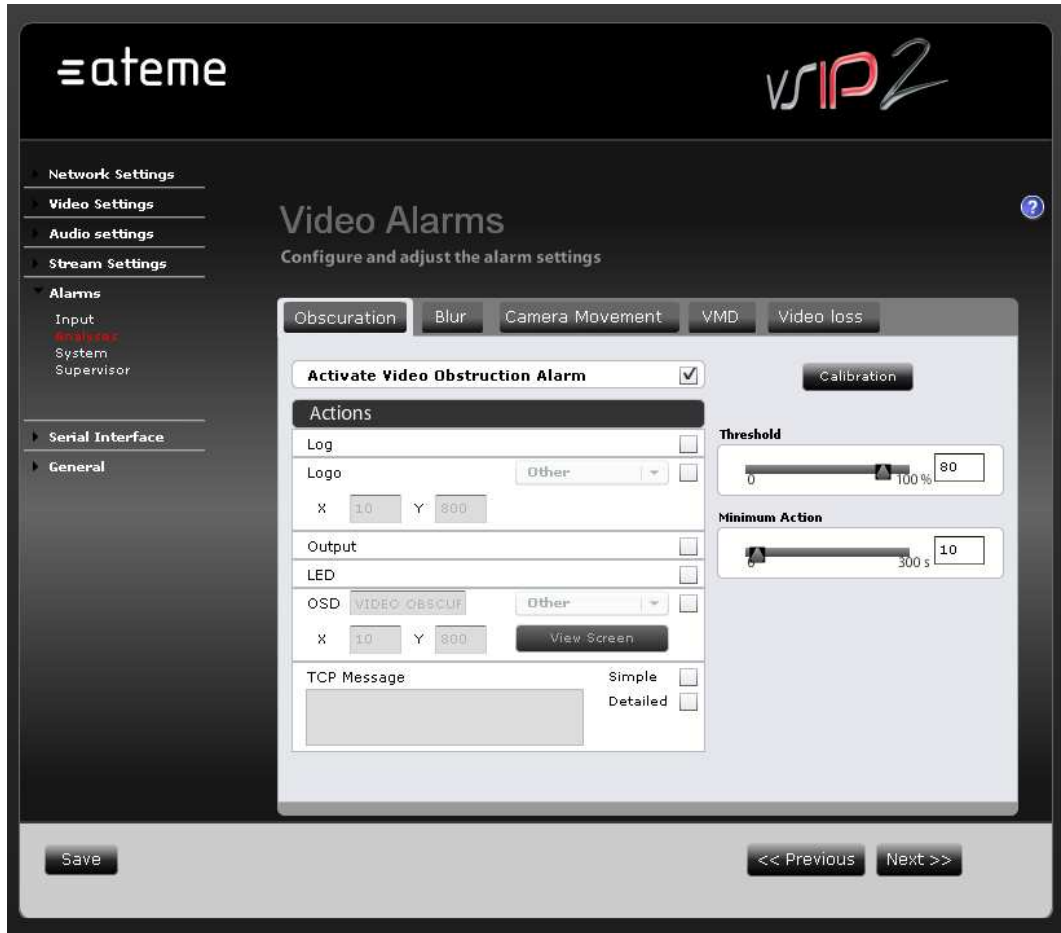 ateme
vsIP2
Network Settings
Video Settings
Audio settings
Stream Settings
Alarms
Input
Analyses
System
Supervisor
Serial Interface
General
Video Alarms
?
Configure and adjust the alarm settings
Obscuration Blur Camera Movement VMD Video loss
Activate Video Obstruction Alarm
Calibration
Actions
Log
Logo Other
X 10 Y 800
Output
LED
OSD VIDEO OBSCUR Other
X 10 Y 800 View Screen
TCP Message Simple
Detailed
Threshold
0 100 % 80
Minimum Action
0 300 s 10
Save
<< Previous Next >>